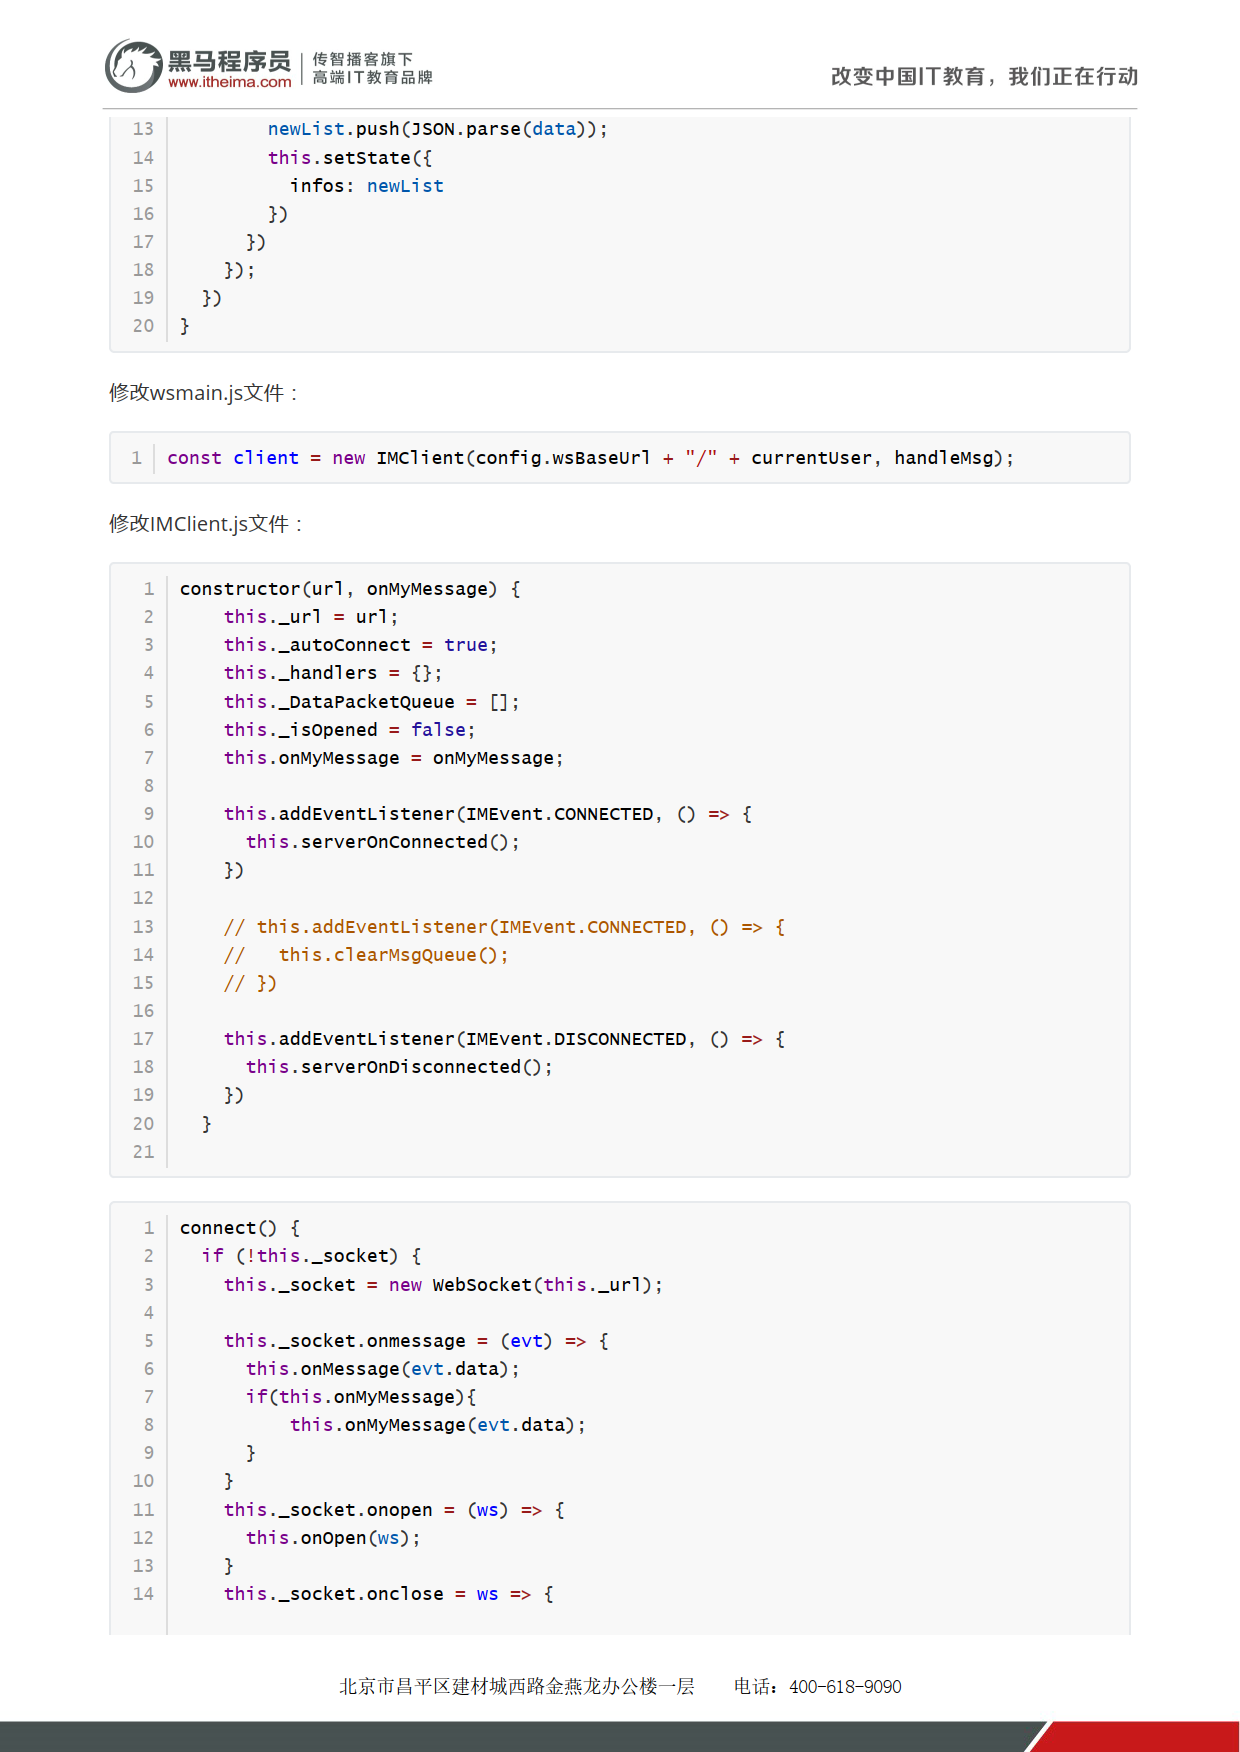 黑马程序员
www.itheima.com
传智播客旗下
高端IT教育品牌
改变中国IT教育，我们正在行动
13         newList.push(JSON.parse(data));
14         this.setState({
15           infos: newList
16         })
17       })
18     });
19   })
20 }
修改wsmain.js文件：
1 const client = new IMClient(config.wsBaseUrl + "/" + currentUser, handleMsg);
修改IMClient.js文件：
1 constructor(url, onMyMessage) {
2     this._url = url;
3     this._autoConnect = true;
4     this._handlers = {};
5     this._DataPacketQueue = [];
6     this._isOpened = false;
7     this.onMyMessage = onMyMessage;
8
9     this.addEventListener(IMEvent.CONNECTED, () => {
10       this.serverOnConnected();
11     })
12
13     // this.addEventListener(IMEvent.CONNECTED, () => {
14     //   this.clearMsgQueue();
15     // })
16
17     this.addEventListener(IMEvent.DISCONNECTED, () => {
18       this.serverOnDisconnected();
19     })
20   }
21
1 connect() {
2   if (!this._socket) {
3     this._socket = new WebSocket(this._url);
4
5     this._socket.onmessage = (evt) => {
6       this.onMessage(evt.data);
7       if(this.onMyMessage){
8           this.onMyMessage(evt.data);
9       }
10     }
11     this._socket.onopen = (ws) => {
12       this.onOpen(ws);
13     }
14     this._socket.onclose = ws => {
北京市昌平区建材城西路金燕龙办公楼一层 电话：400-618-9090